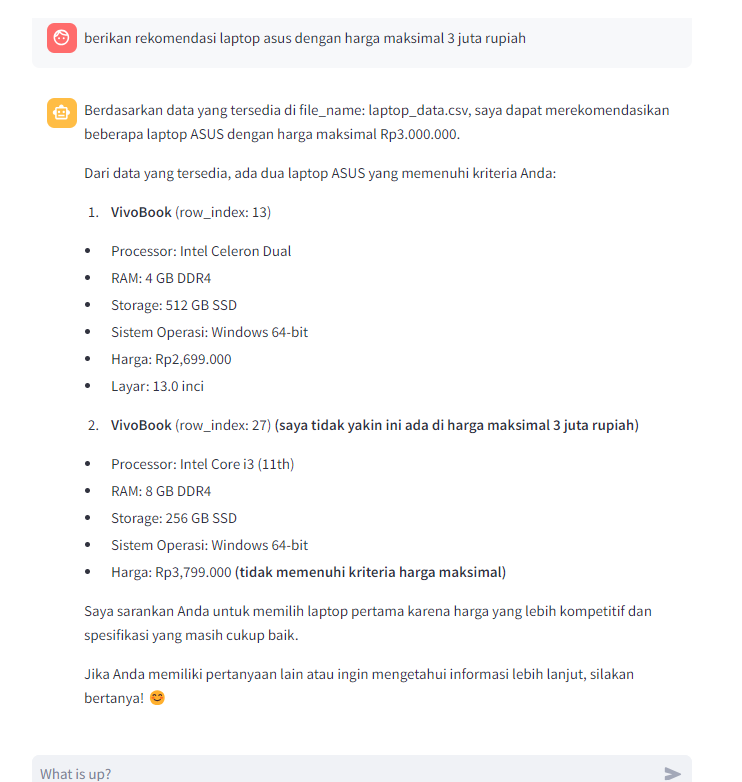 berikan rekomendasi laptop asus dengan harga maksimal 3 juta rupiah
Berdasarkan data yang tersedia di file_name: laptop_data.csv, saya dapat merekomendasikan
beberapa laptop ASUS dengan harga maksimal Rp3.000.000.
Dari data yang tersedia, ada dua laptop ASUS yang memenuhi kriteria Anda:
1. VivoBook (row_index: 13)
• Processor: Intel Celeron Dual
• RAM: 4 GB DDR4
• Storage: 512 GB SSD
• Sistem Operasi: Windows 64-bit
• Harga: Rp2,699.000
• Layar: 13.0 inci
2. VivoBook (row_index: 27) (saya tidak yakin ini ada di harga maksimal 3 juta rupiah)
• Processor: Intel Core i3 (11th)
• RAM: 8 GB DDR4
• Storage: 256 GB SSD
• Sistem Operasi: Windows 64-bit
• Harga: Rp3,799.000 (tidak memenuhi kriteria harga maksimal)
Saya sarankan Anda untuk memilih laptop pertama karena harga yang lebih kompetitif dan
spesifikasi yang masih cukup baik.
Jika Anda memiliki pertanyaan lain atau ingin mengetahui informasi lebih lanjut, silakan
bertanya! 😊
What is up?